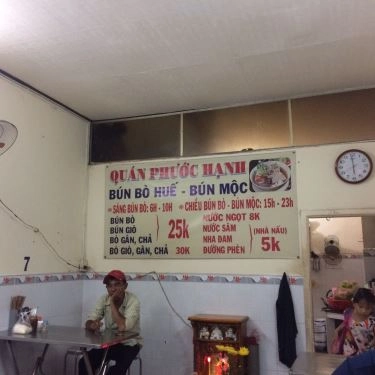 QUÁN PHƯỚC HẠNH
BÚN BÒ HUẾ - BÚN MỘC
SÁNG BÚN BÒ: 6H - 10H CHIỀU BÚN BÒ - BÚN MỘC: 15h - 23h
BÚN BÒ
BÚN GIÒ
BÒ GÂN, CHẢ
25k
BÒ GIÒ, GÂN, CHẢ 30K
NƯỚC NGỌT 8K
NƯỚC SÂM
NHA ĐAM
ĐƯỜNG PHÈN
(NHÀ NẤU)
5k
7